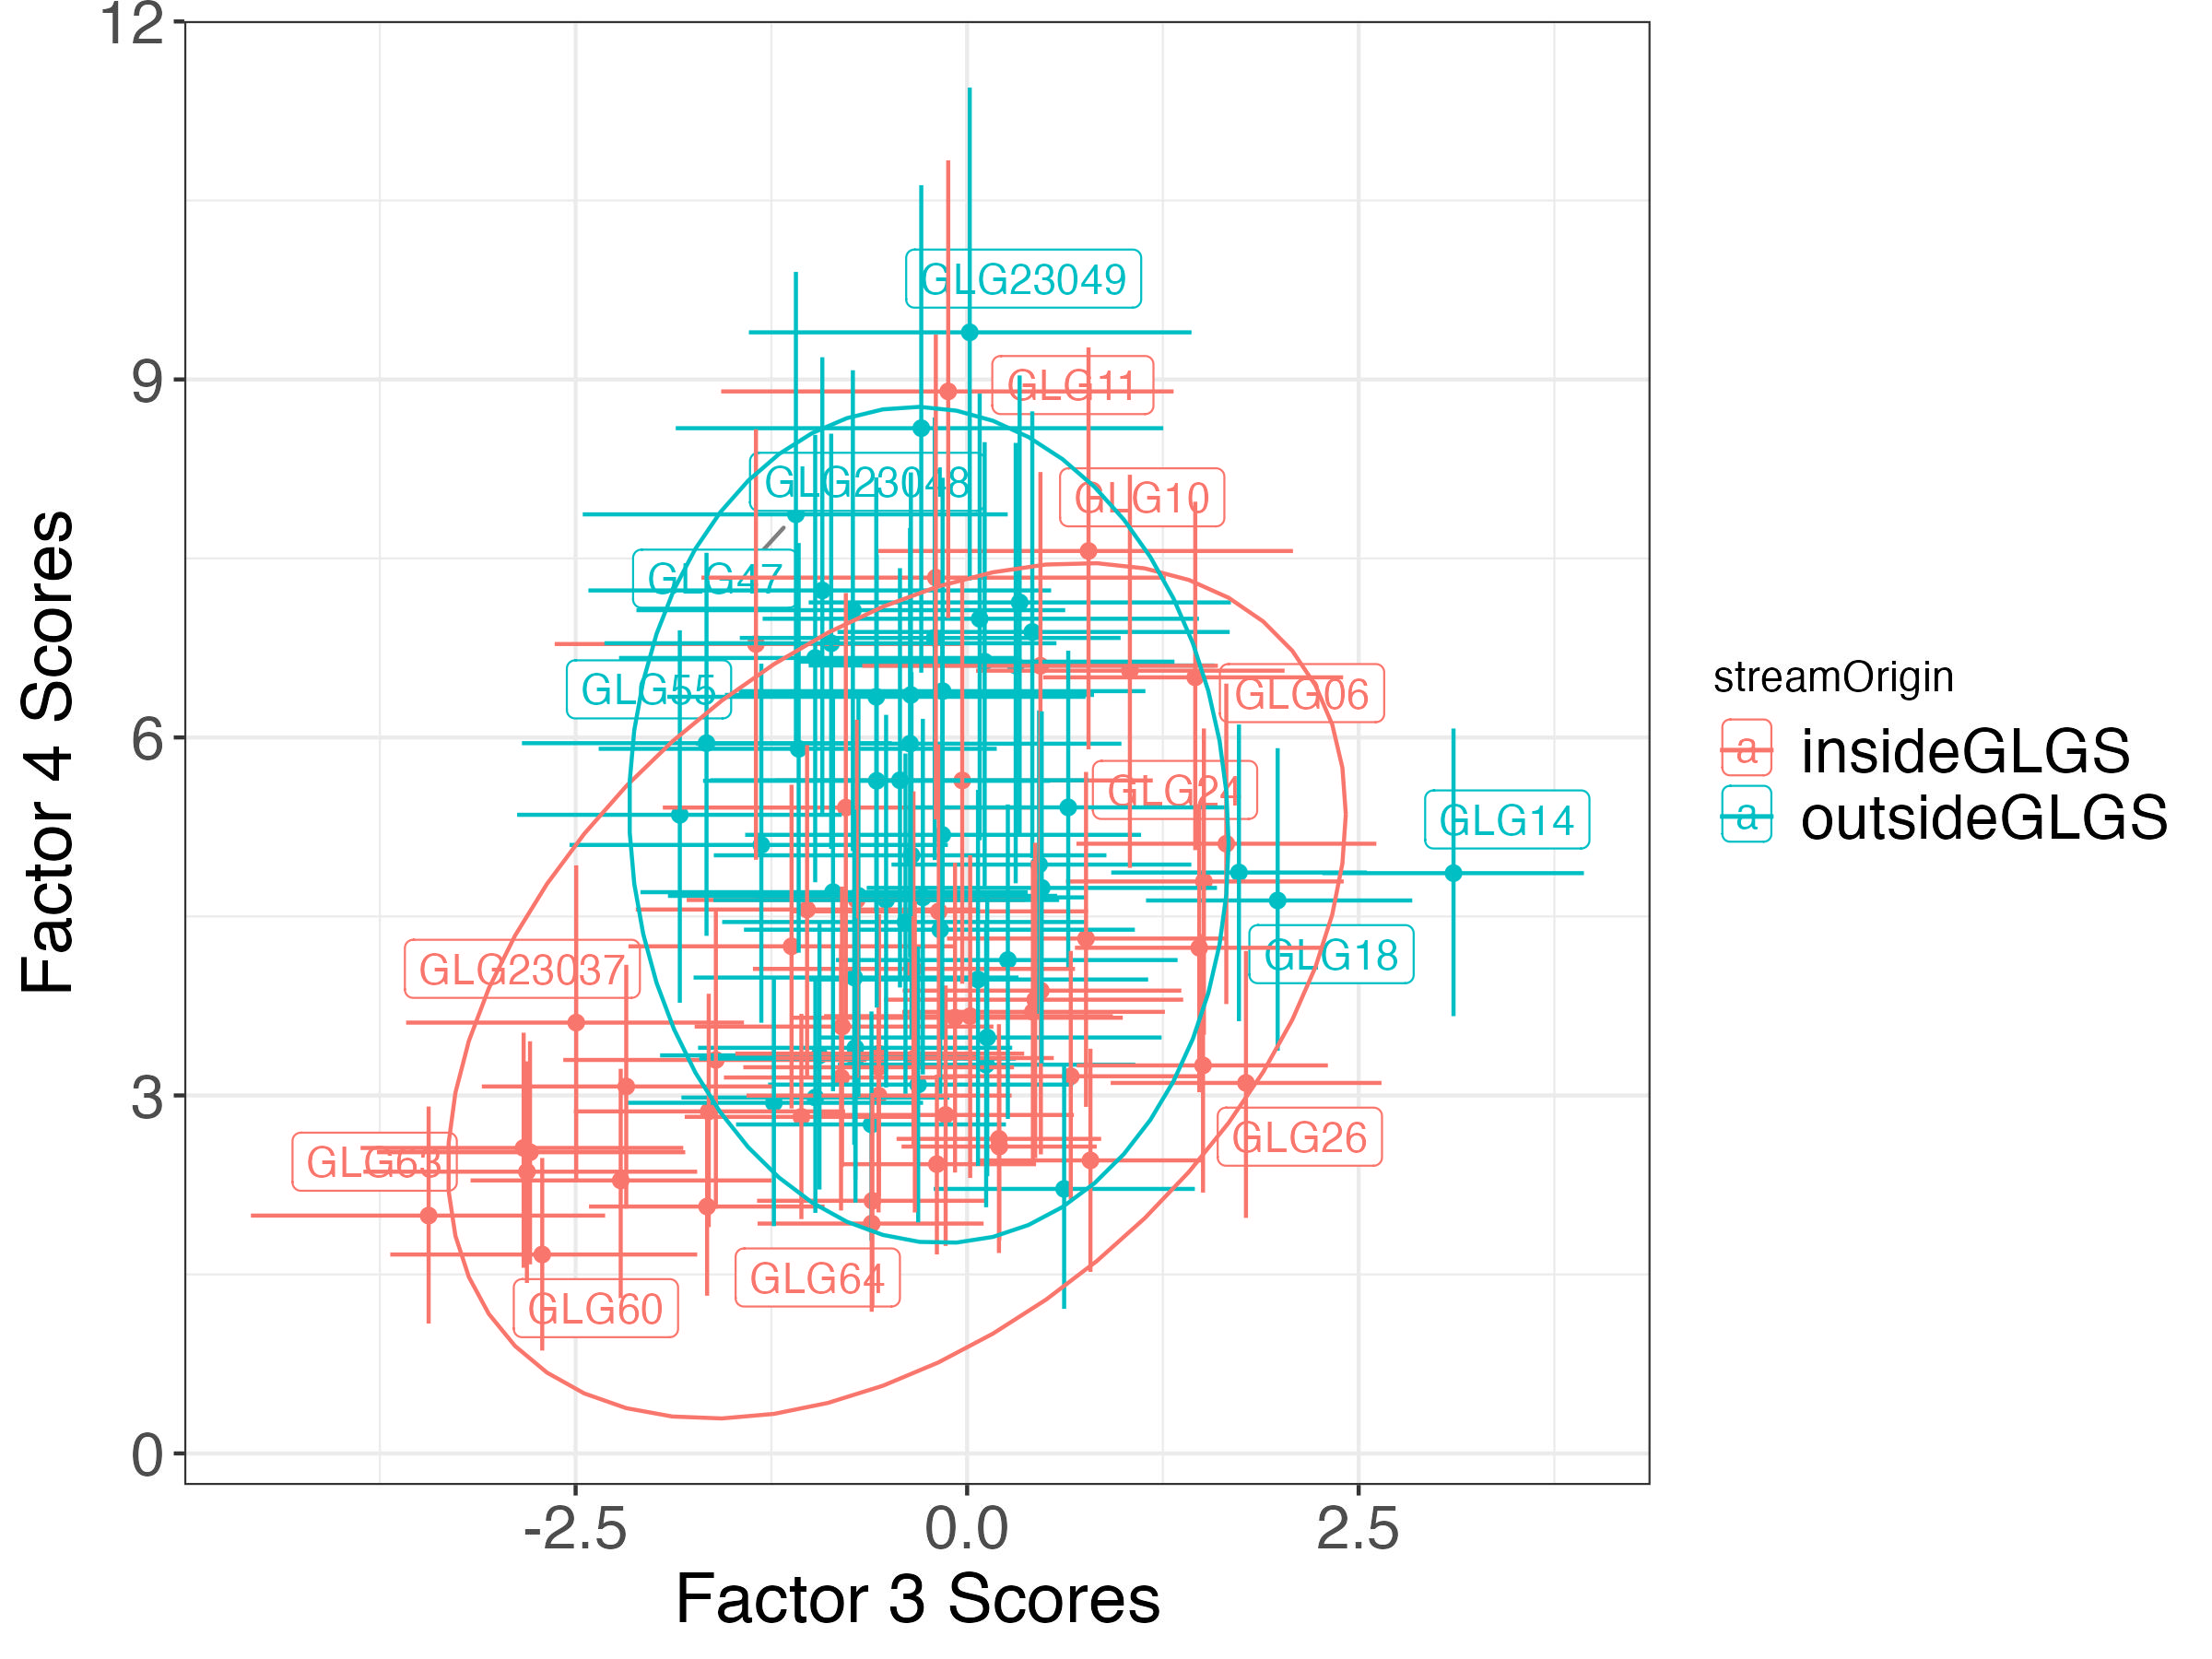 12
9
6
3
0
Factor 4 Scores
GLG23049
GLG11
GLG23048
GLG10
GLG47
GLG55
GLG06
GLG24
GLG14
GLG18
GLG23037
GLG26
GLG63
GLG64
GLG60
-2.5
0.0
2.5
Factor 3 Scores
streamOrigin
a insideGLGS
a outsideGLGS